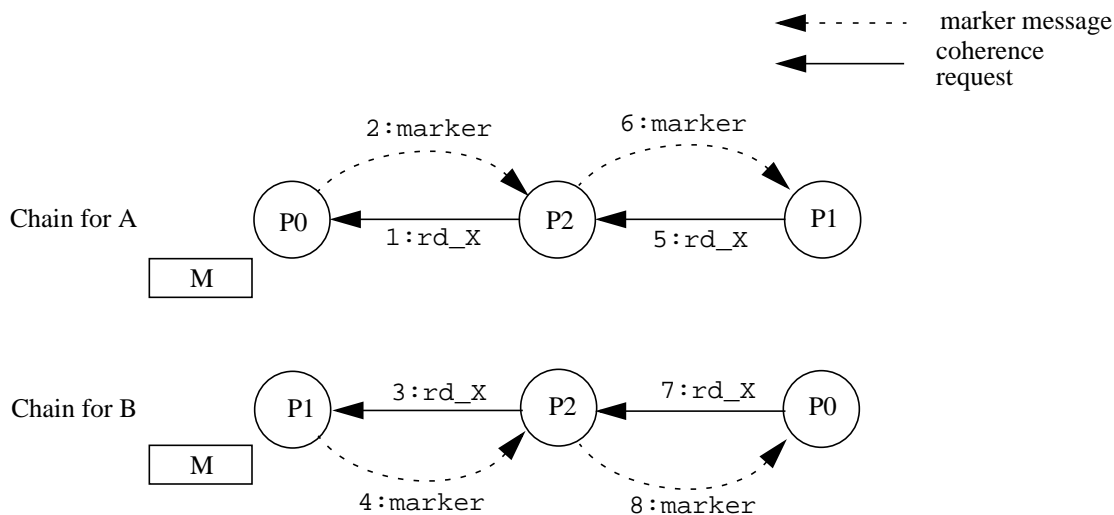 marker message
coherence
request
2:marker
6:marker
Chain for A
P0
P2
P1
1:rd_X
5:rd_X
M
3:rd_X
7:rd_X
Chain for B
P1
P2
P0
M
4:marker
8:marker